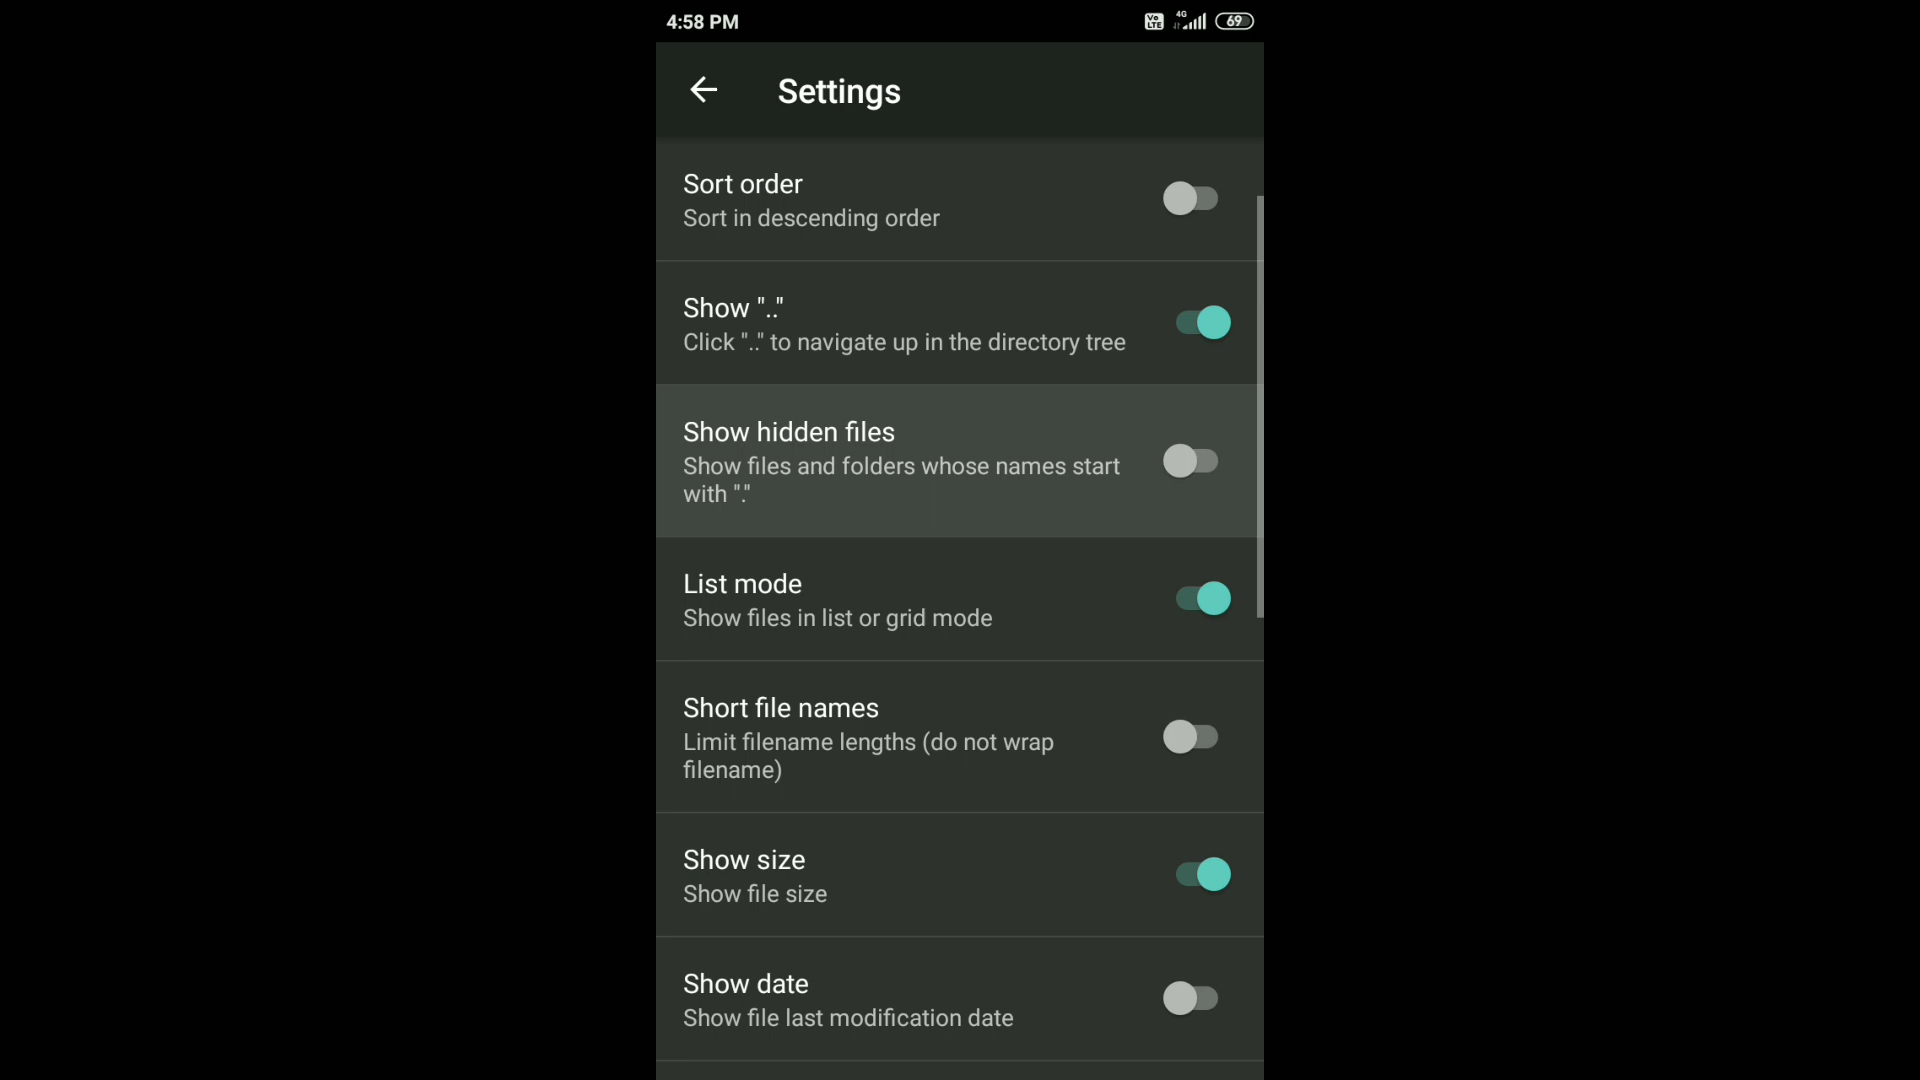 4:58 PM
Vo LTE 4G 69
Settings
Sort order
Sort in descending order
Show ".."
Click ".." to navigate up in the directory tree
Show hidden files
Show files and folders whose names start
with "."
List mode
Show files in list or grid mode
Short file names
Limit filename lengths (do not wrap
filename)
Show size
Show file size
Show date
Show file last modification date